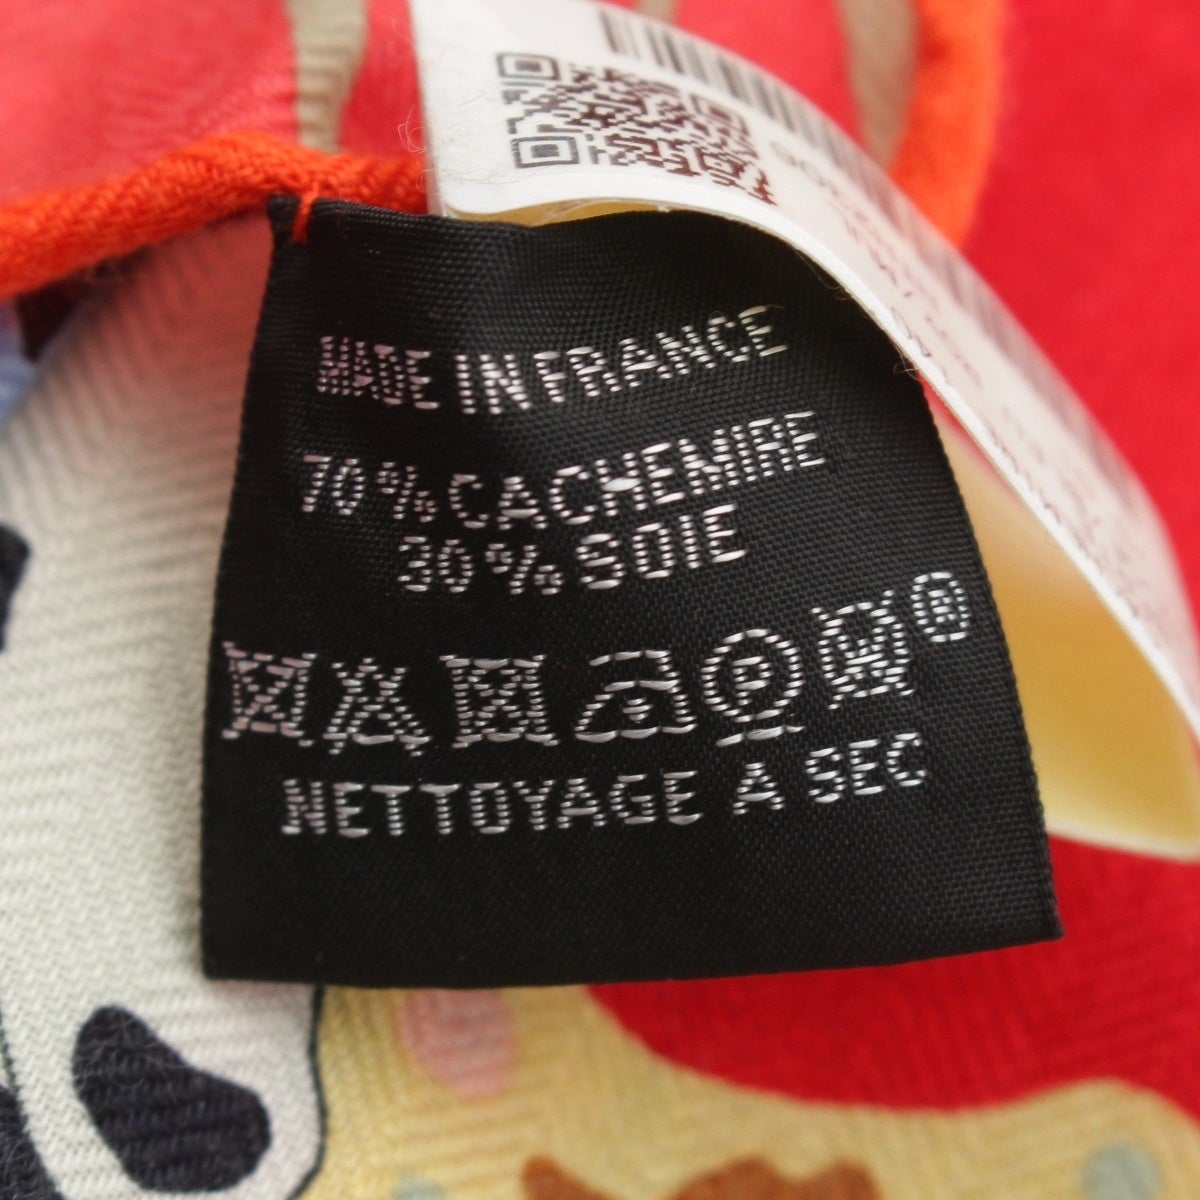 MADE IN FRANCE
70% CACHEMIRE
30% SOIE
P
W
NETTOYAGE A SEC